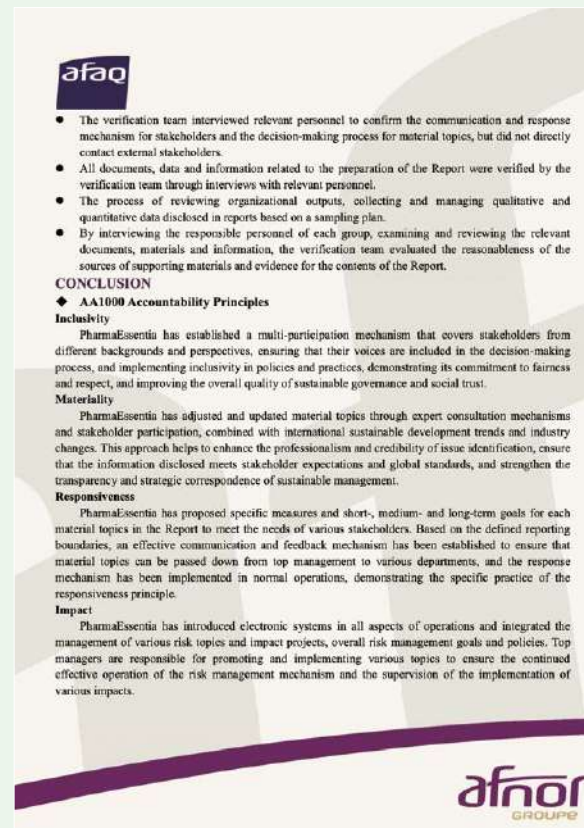 afaq
● The verification team interviewed relevant personnel to confirm the communication and response
mechanism for stakeholders and the decision-making process for material topics, but did not directly
contact external stakeholders.
● All documents, data and information related to the preparation of the Report were verified by the
verification team through interviews with relevant personnel.
● The process of reviewing organizational outputs, collecting and managing qualitative and
quantitative data disclosed in reports based on a sampling plan.
● By interviewing the responsible personnel of each group, examining and reviewing the relevant
documents, materials and information, the verification team evaluated the reasonableness of the
sources of supporting materials and evidence for the contents of the Report.
CONCLUSION
◆ AA1000 Accountability Principles
Inclusivity
PharmaEssentia has established a multi-participation mechanism that covers stakeholders from
different backgrounds and perspectives, ensuring that their voices are included in the decision-making
process, and implementing inclusivity in policies and practices, demonstrating its commitment to fairness
and respect, and improving the overall quality of sustainable governance and social trust.
Materiality
PharmaEssentia has adjusted and updated material topics through expert consultation mechanisms
and stakeholder participation, combined with international sustainable development trends and industry
changes. This approach helps to enhance the professionalism and credibility of issue identification, ensure
that the information disclosed meets stakeholder expectations and global standards, and strengthen the
transparency and strategic correspondence of sustainable management.
Responsiveness
PharmaEssentia has proposed specific measures and short-, medium- and long-term goals for each
material topics in the Report to meet the needs of various stakeholders. Based on the defined reporting
boundaries, an effective communication and feedback mechanism has been established to ensure that
material topics can be passed down from top management to various departments, and the response
mechanism has been implemented in normal operations, demonstrating the specific practice of the
responsiveness principle.
Impact
PharmaEssentia has introduced electronic systems in all aspects of operations and integrated the
management of various risk topics and impact projects, overall risk management goals and policies. Top
managers are responsible for promoting and implementing various topics to ensure the continued
effective operation of the risk management mechanism and the supervision of the implementation of
various impacts.
afnor
GROUPE